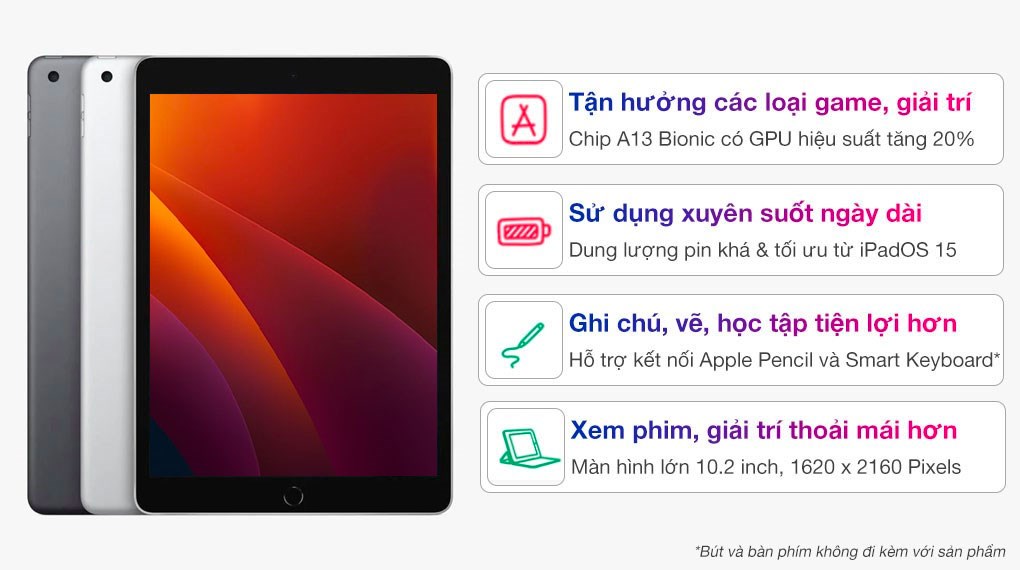 Tận hưởng các loại game, giải trí
Chip A13 Bionic có GPU hiệu suất tăng 20%
Sử dụng xuyên suốt ngày dài
Dung lượng pin khá & tối ưu từ iPadOS 15
Ghi chú, vẽ, học tập tiện lợi hơn
Hỗ trợ kết nối Apple Pencil và Smart Keyboard*
Xem phim, giải trí thoải mái hơn
Màn hình lớn 10.2 inch, 1620 x 2160 Pixels
*Bút và bàn phím không đi kèm với sản phẩm